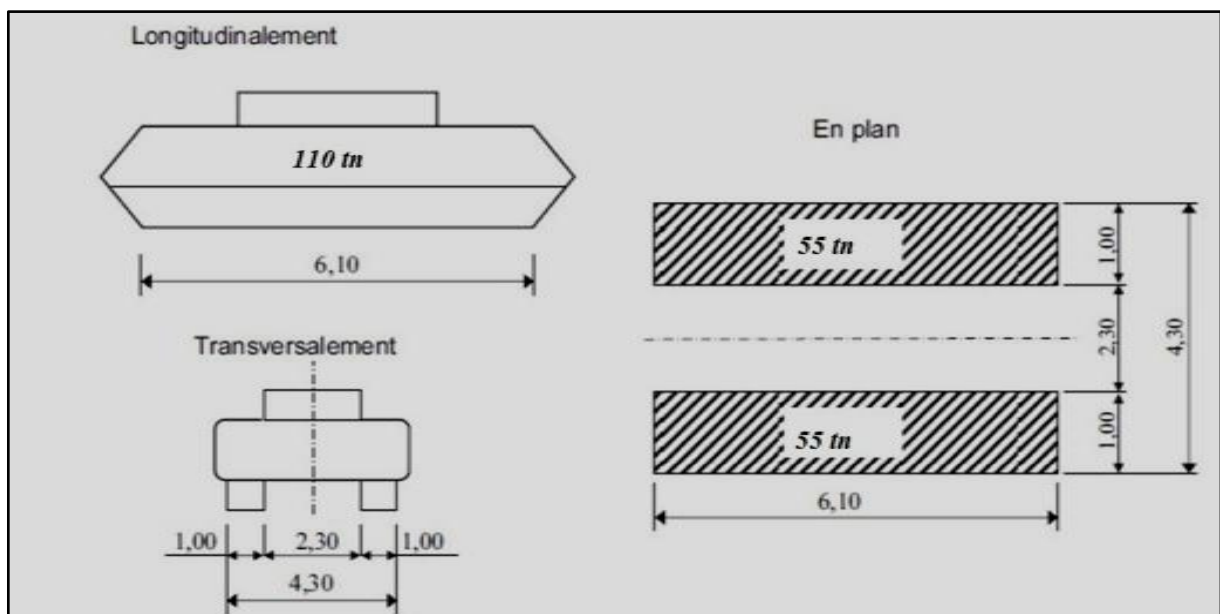 Longitudinalement
110 tn
6,10
Transversalement
1,00
2,30
1,00
4,30
En plan
55 tn
1,00
2,30
4,30
55 tn
1,00
6,10